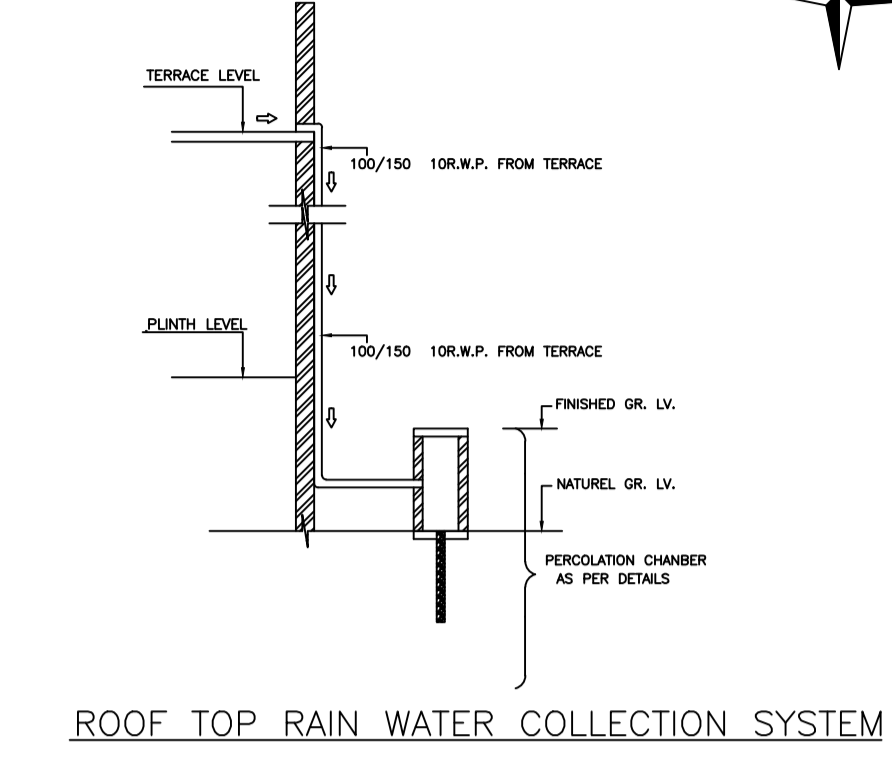 TERRACE LEVEL
100/150 10R.W.P. FROM TERRACE
PLINTH LEVEL
100/150 10R.W.P. FROM TERRACE
FINISHED GR. LV.
NATUREL GR. LV.
PERCOLATION CHANBER
AS PER DETAILS
ROOF TOP RAIN WATER COLLECTION SYSTEM